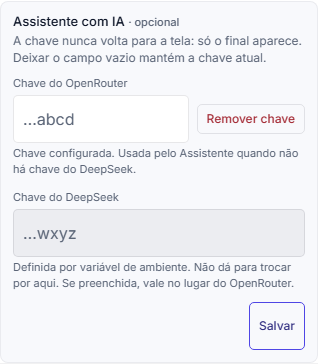 Assistente com IA · opcional
A chave nunca volta para a tela: só o final aparece.
Deixar o campo vazio mantém a chave atual.
Chave do OpenRouter
...abcd
Remover chave
Chave configurada. Usada pelo Assistente quando não
há chave do DeepSeek.
Chave do DeepSeek
...wxyz
Definida por variável de ambiente. Não dá para trocar
por aqui. Se preenchida, vale no lugar do OpenRouter.
Salvar